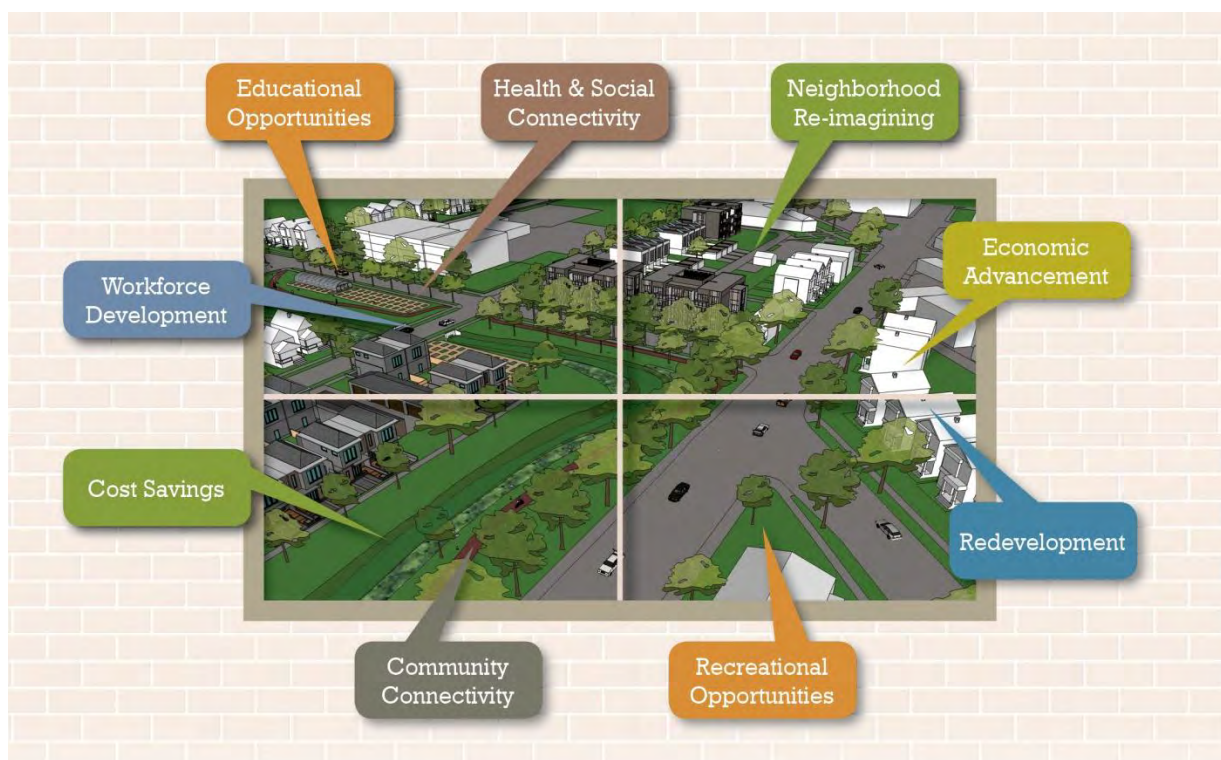 Educational
Opportunities
Health & Social
Connectivity
Neighborhood
Re-imagining
Economic
Advancement
Workforce
Development
Cost Savings
Redevelopment
Community
Connectivity
Recreational
Opportunities